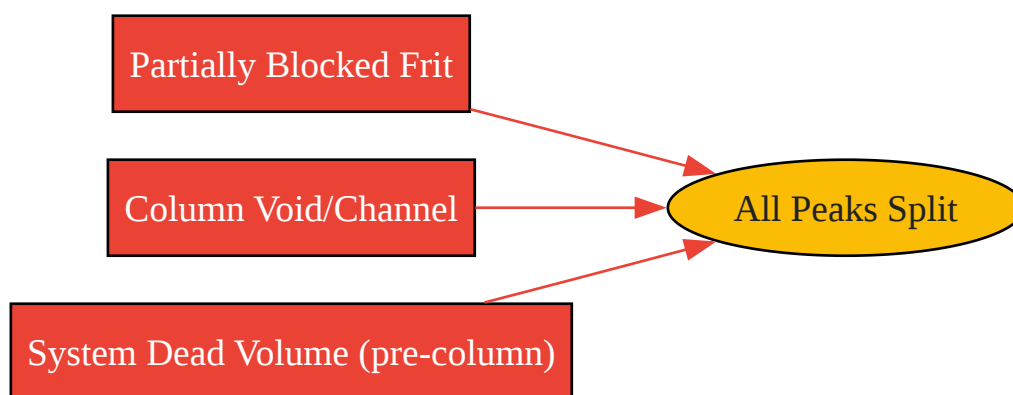 Partially Blocked Frit
Column Void/Channel
All Peaks Split
System Dead Volume (pre-column)